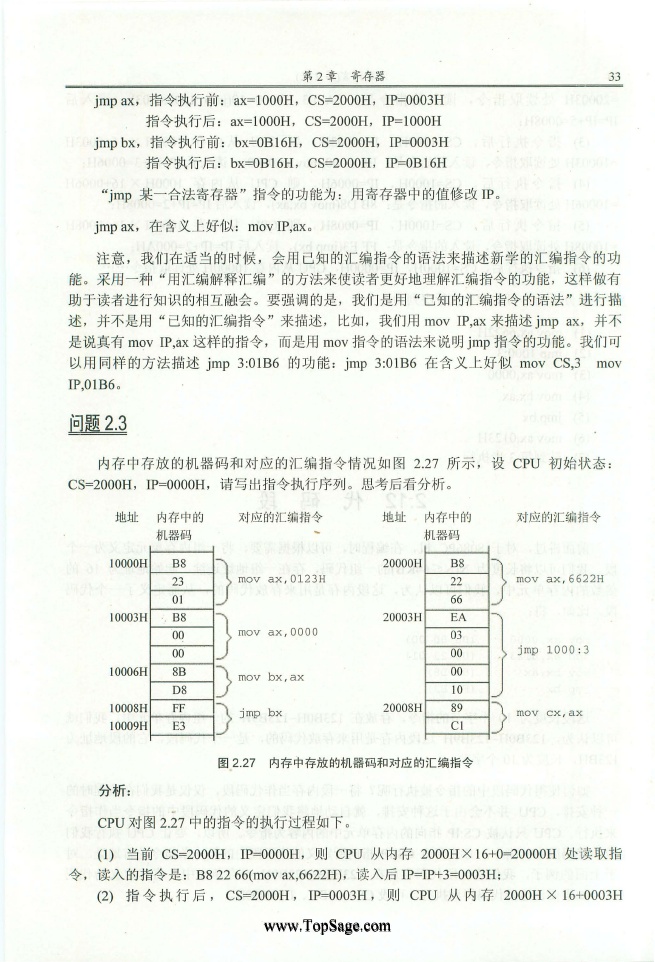 第2章 寄存器 33
jmp ax，指令执行前：ax=1000H，CS=2000H，IP=0003H
指令执行后：ax=1000H，CS=2000H，IP=1000H
jmp bx，指令执行前：bx=0B16H，CS=2000H，IP=0003H
指令执行后：bx=0B16H，CS=2000H，IP=0B16H
“jmp 某一合法寄存器”指令的功能为：用寄存器中的值修改 IP。
jmp ax，在含义上好似：mov IP,ax。
注意，我们在适当的时候，会用已知的汇编指令的语法来描述新学的汇编指令的功
能。采用一种“用汇编解释汇编”的方法来使读者更好地理解汇编指令的功能，这样做有
助于读者进行知识的相互融会。要强调的是，我们是用“已知的汇编指令的语法”进行描
述，并不是用“已知的汇编指令”来描述，比如，我们用 mov IP,ax 来描述 jmp ax，并不
是说真有 mov IP,ax 这样的指令，而是用 mov 指令的语法来说明 jmp 指令的功能。我们可
以用同样的方法描述 jmp 3:01B6 的功能：jmp 3:01B6 在含义上好似 mov CS,3 mov
IP,01B6。
问题 2.3
内存中存放的机器码和对应的汇编指令情况如图 2.27 所示，设 CPU 初始状态：
CS=2000H，IP=0000H，请写出指令执行序列。思考后看分析。
地址 内存中的 对应的汇编指令
机器码
10000H B8
23 mov ax,0123H
01
10003H B8
00 mov ax,0000
00
10006H 8B
mov bx,ax
D8
10008H FF
jmp bx
10009H E3
地址 内存中的 对应的汇编指令
机器码
20000H B8
22 mov ax,6622H
66
20003H EA
03
00 jmp 1000:3
00
10
20008H 89
mov cx,ax
C1
图 2.27 内存中存放的机器码和对应的汇编指令
分析：
CPU 对图 2.27 中的指令的执行过程如下。
(1) 当前 CS=2000H，IP=0000H，则 CPU 从内存 2000H×16+0=20000H 处读取指
令，读入的指令是：B8 22 66(mov ax,6622H)，读入后 IP=IP+3=0003H；
(2) 指令执行后，CS=2000H，IP=0003H，则 CPU 从内存 2000H×16+0003H
www.TopSage.com